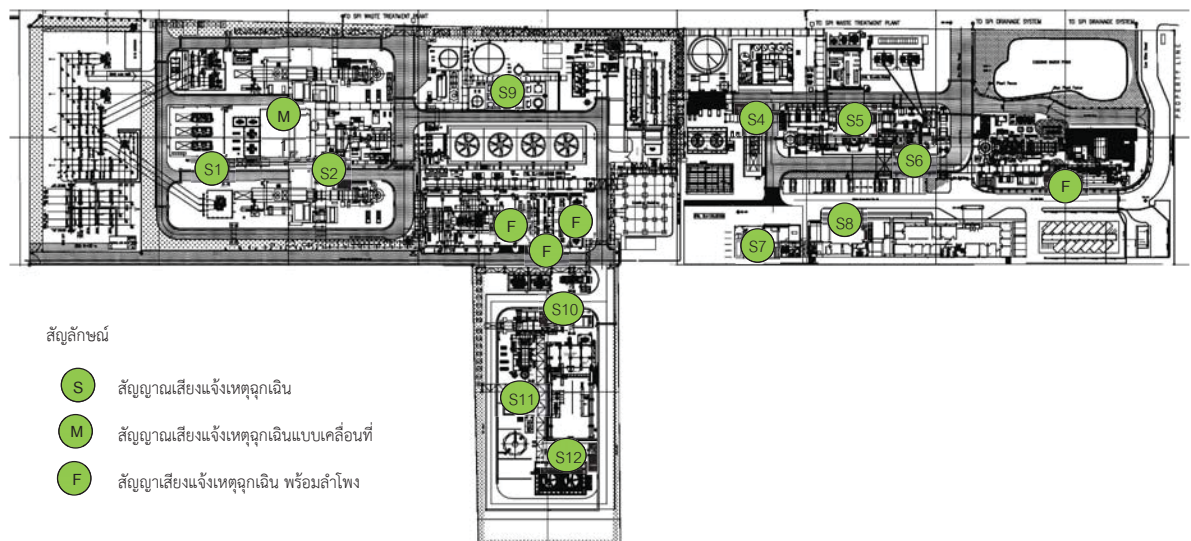 TO SPI WASTE TREATMENT PLANT
TO SPI WASTE TREATMENT PLANT
TO SPI DRAINAGE SYSTEM
TO SPI DRAINAGE SYSTEM
S9
M
S4
S5
S1
S2
S6
F
F
F
F
S7
S8
S10
S11
S12
สัญลักษณ์
S สัญญาณเสียงแจ้งเหตุฉุกเฉิน
M สัญญาณเสียงแจ้งเหตุฉุกเฉินแบบเคลื่อนที่
F สัญญาเสียงแจ้งเหตุฉุกเฉิน พร้อมลำโพง